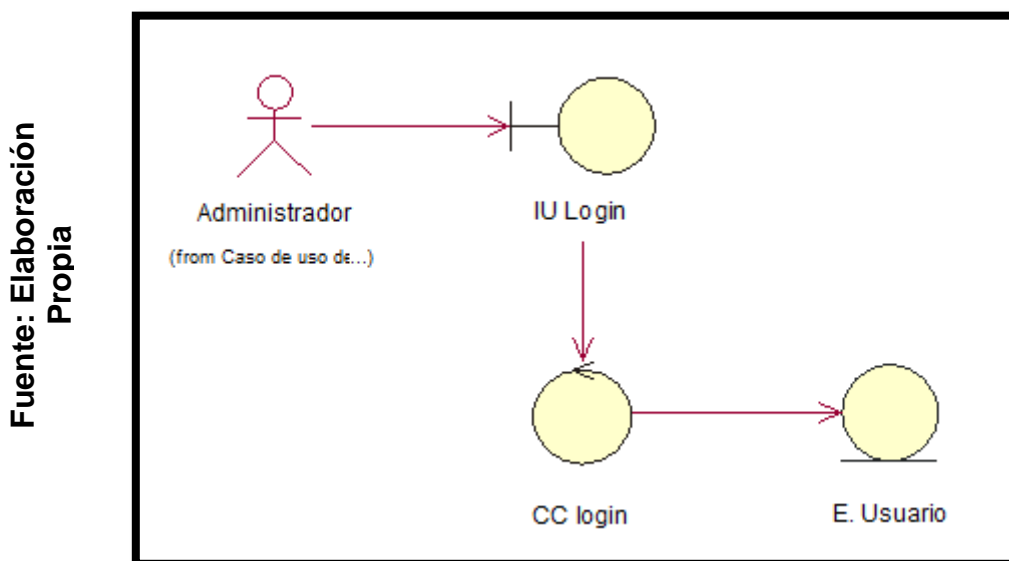 Fuente: Elaboración
Propia
Administrador
(from Caso de uso de...)
IU Login
CC login
E. Usuario